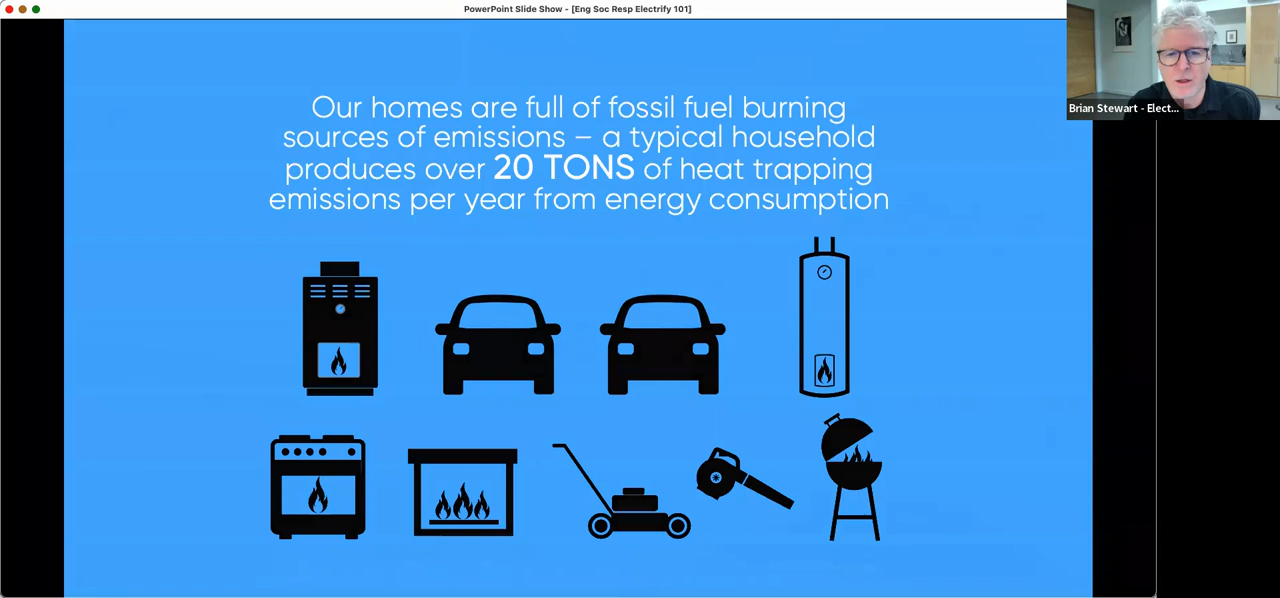 PowerPoint Slide Show - [Eng Soc Resp Electrify 101]
Brian Stewart - Elect...
Our homes are full of fossil fuel burning
sources of emissions – a typical household
produces over 20 TONS of heat trapping
emissions per year from energy consumption